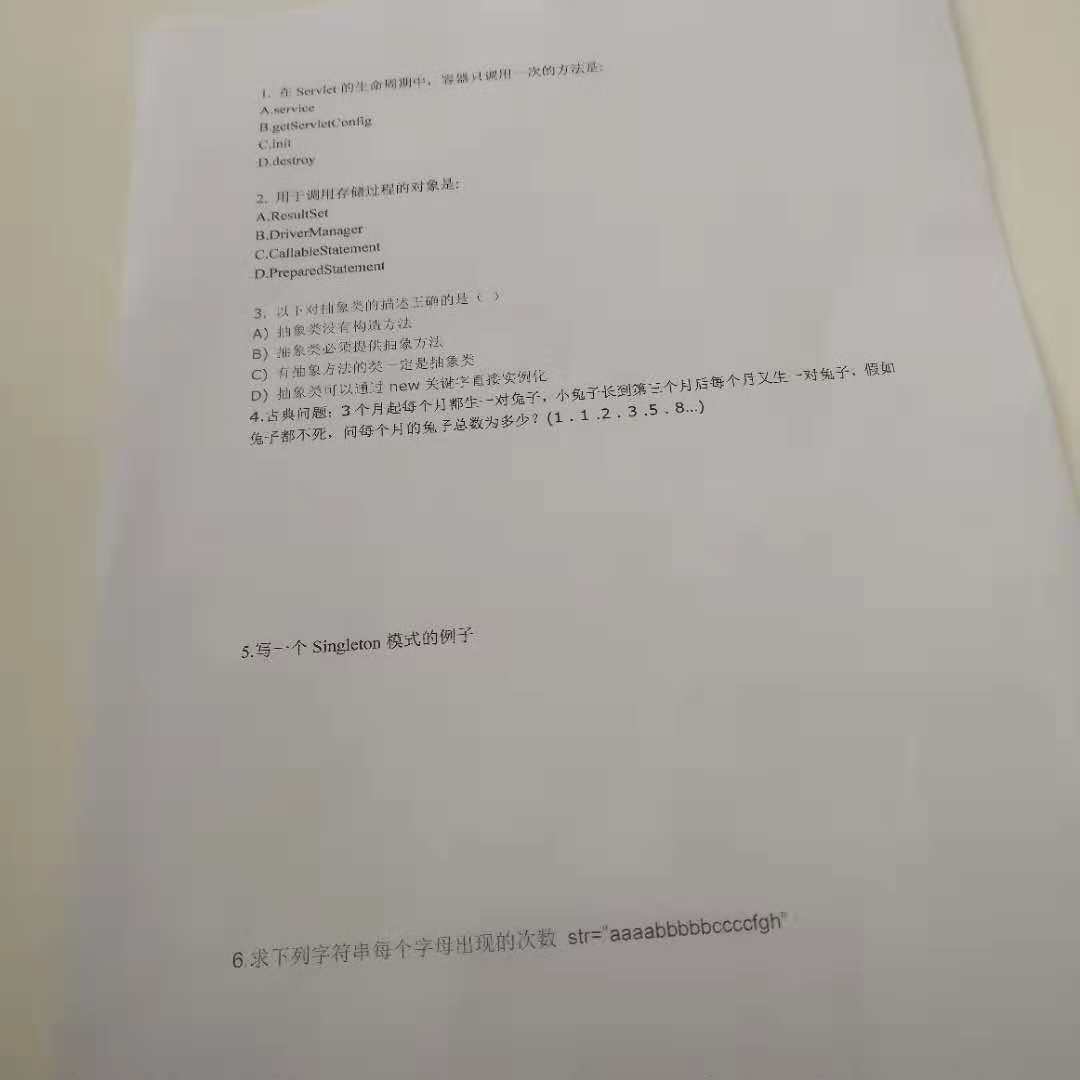 1. 在 Servlet 的生命周期中，容器只调用一次的方法是:
A.service
B.getServletConfig
C.init
D.destroy
2. 用于调用存储过程的对象是:
A.ResultSet
B.DriverManager
C.CallableStatement
D.PreparedStatement
3. 以下对抽象类的描述正确的是（ ）
A）抽象类没有构造方法
B）抽象类必须提供抽象方法
C）有抽象方法的类一定是抽象类
D）抽象类可以通过 new 关键字直接实例化
4.古典问题：3 个月起每个月都生一对兔子，小兔子长到第三个月后每个月又生一对兔子，假如
兔子都不死，问每个月的兔子总数为多少？(1 . 1 .2 . 3 .5 . 8...)
5.写一个 Singleton 模式的例子
6.求下列字符串每个字母出现的次数 str="aaaabbbbbccccfgh"